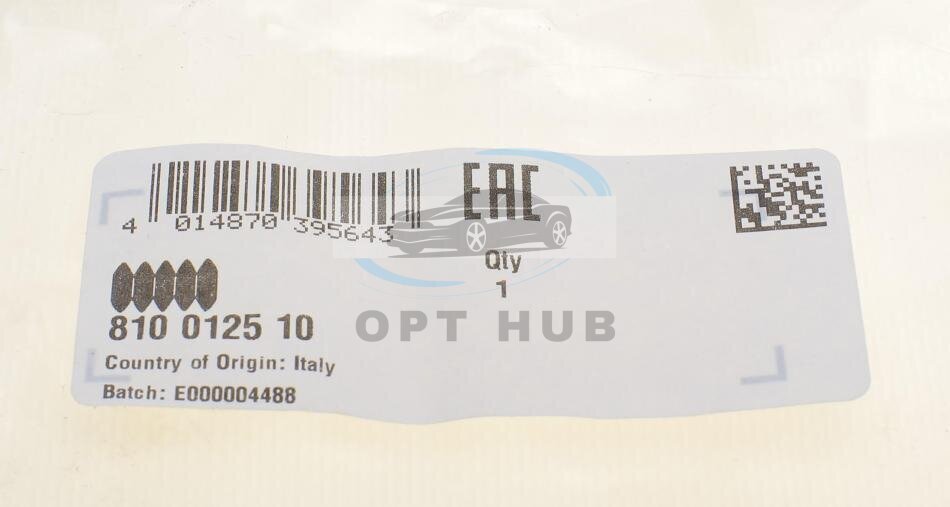 EAC
4 014870 395643
Qty
1
810 0125 10
OPT HUB
Country of Origin: Italy
Batch: E000004488